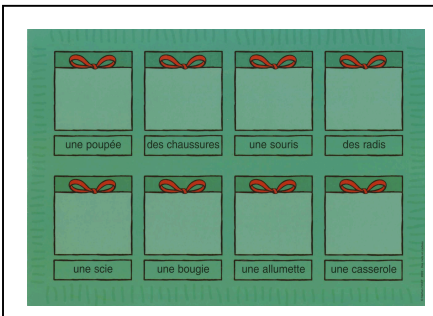 une poupée
des chaussures
une souris
des radis
une scie
une bougie
une allumette
une casserole